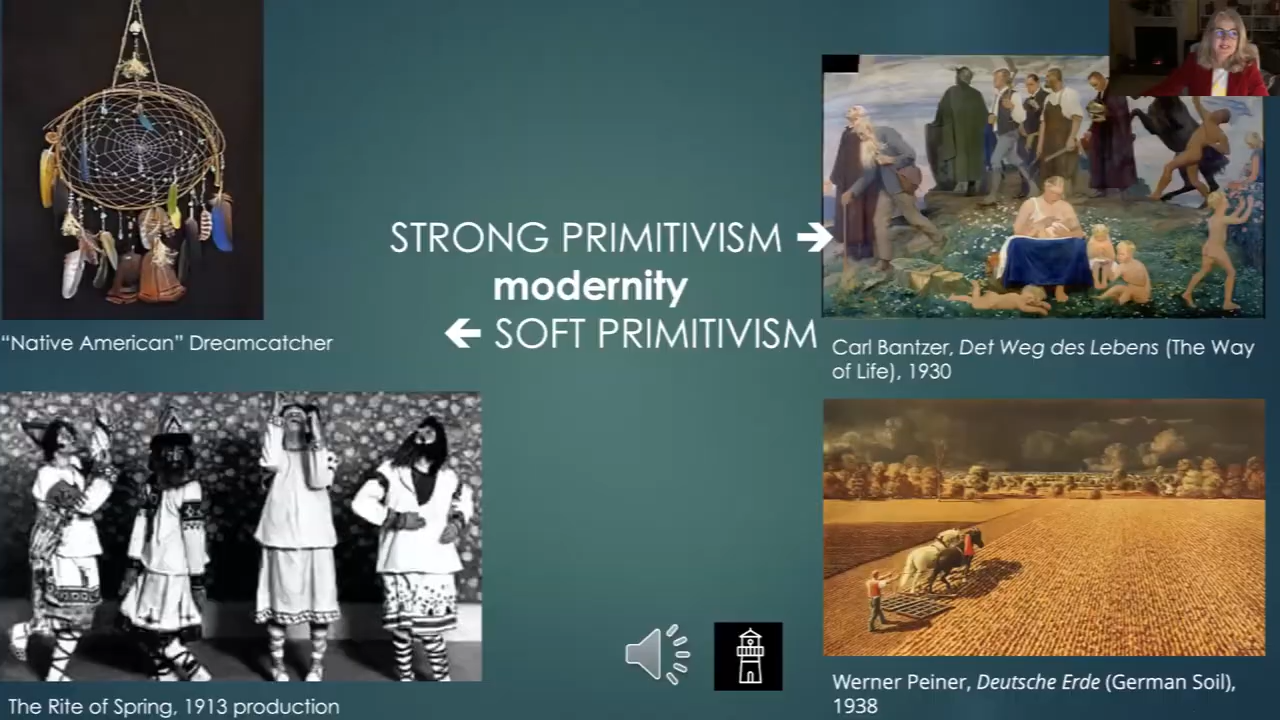 STRONG PRIMITIVISM →
modernity
← SOFT PRIMITIVISM
“Native American” Dreamcatcher
Carl Bantzer, Det Weg des Lebens (The Way
of Life), 1930
The Rite of Spring, 1913 production
Werner Peiner, Deutsche Erde (German Soil),
1938